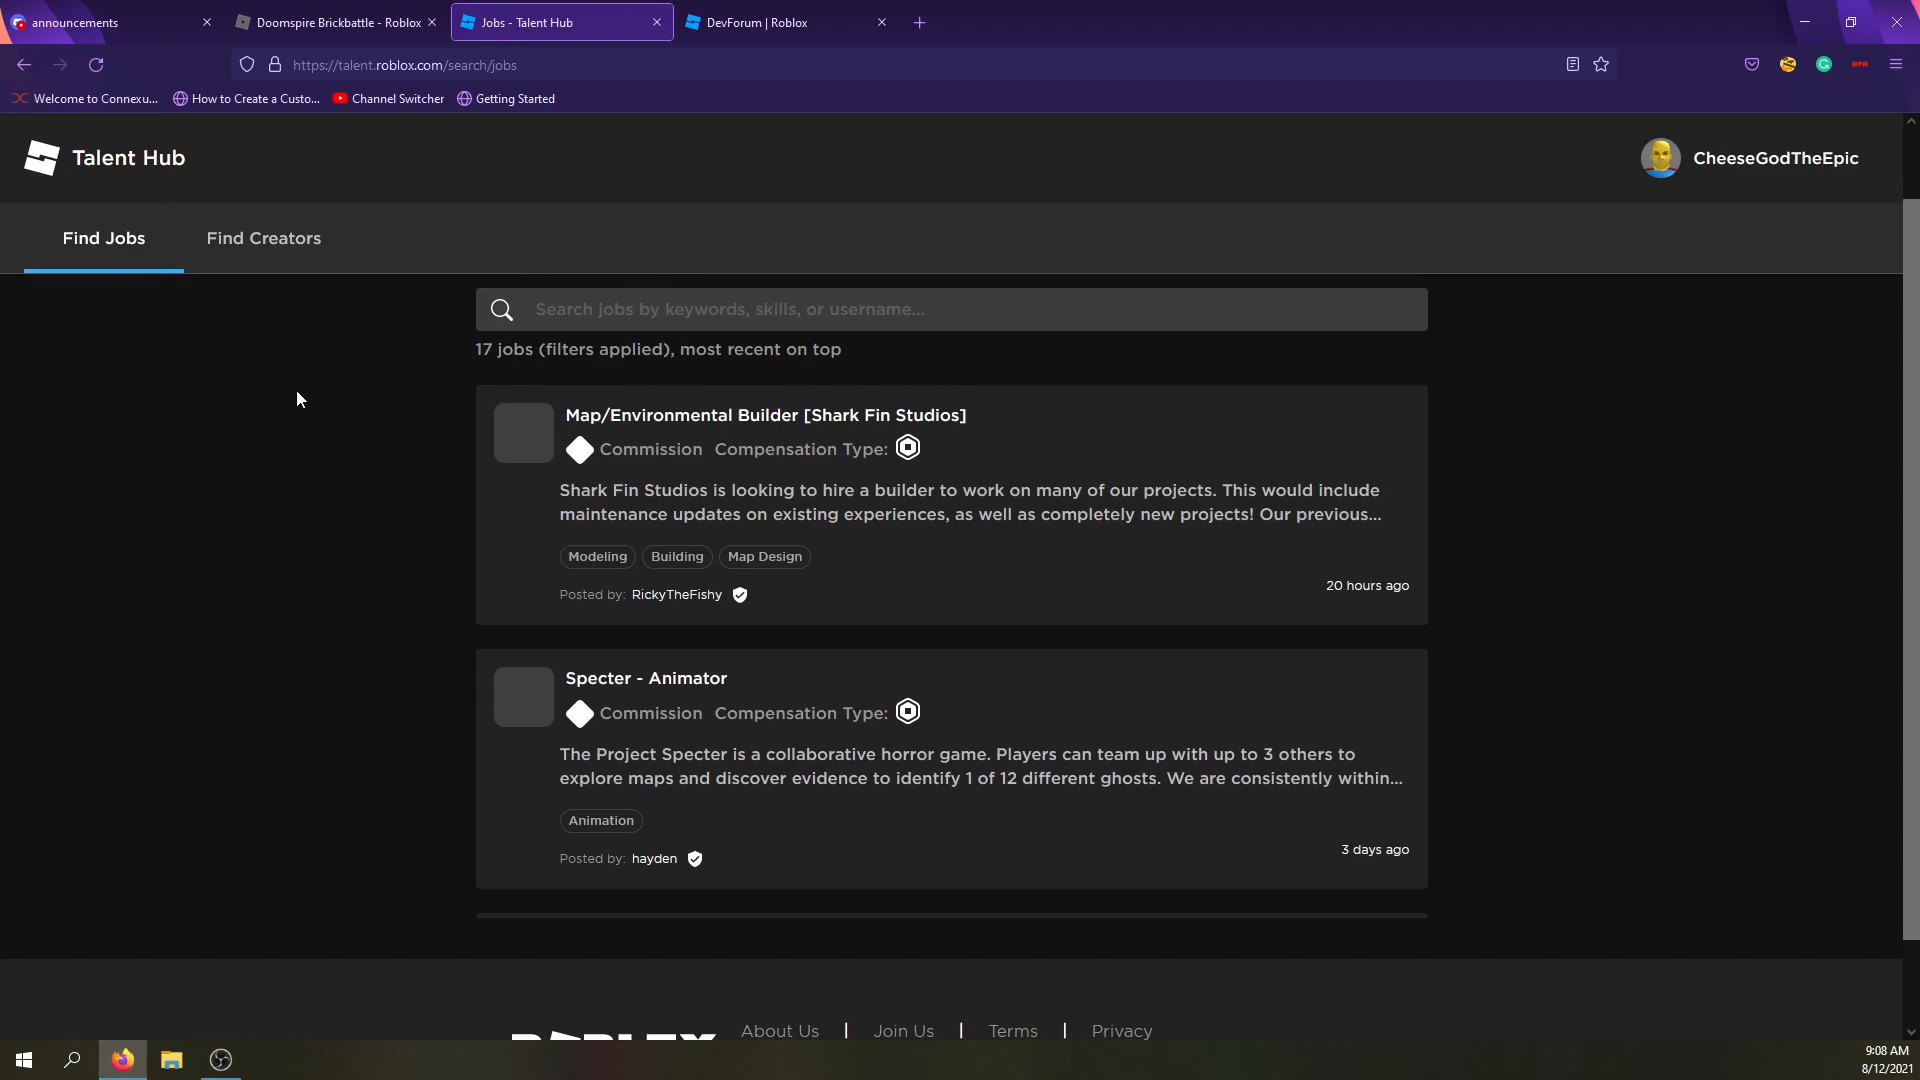 announcements
Doomspire Brickbattle - Roblox
Jobs - Talent Hub
DevForum | Roblox
https://talent.roblox.com/search/jobs
Welcome to Connexu...
How to Create a Custo...
Channel Switcher
Getting Started
Talent Hub
CheeseGodTheEpic
Find Jobs
Find Creators
Search jobs by keywords, skills, or username...
17 jobs (filters applied), most recent on top
Map/Environmental Builder [Shark Fin Studios]
Commission Compensation Type:
Shark Fin Studios is looking to hire a builder to work on many of our projects. This would include
maintenance updates on existing experiences, as well as completely new projects! Our previous...
Modeling Building Map Design
Posted by: RickyTheFishy
20 hours ago
Specter - Animator
Commission Compensation Type:
The Project Specter is a collaborative horror game. Players can team up with up to 3 others to
explore maps and discover evidence to identify 1 of 12 different ghosts. We are consistently within...
Animation
Posted by: hayden
3 days ago
ROBLOX
About Us | Join Us | Terms | Privacy
9:08 AM
8/12/2021